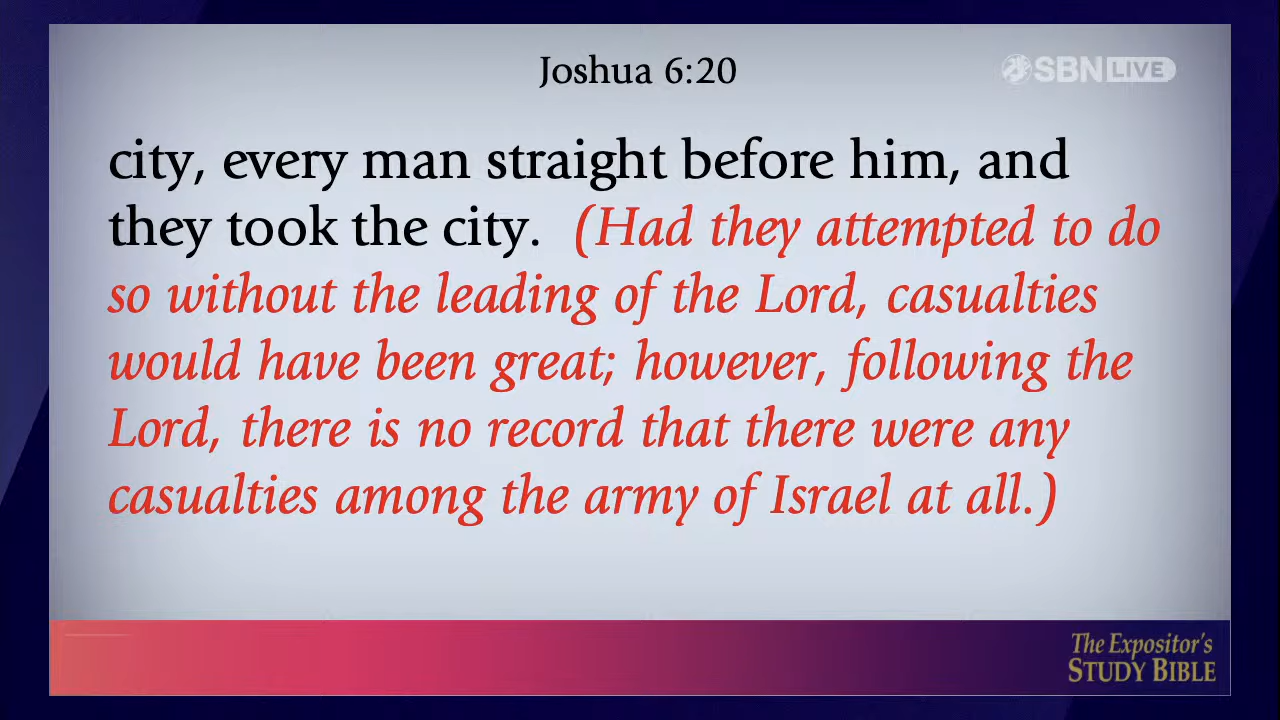 Joshua 6:20
SBN LIVE
city, every man straight before him, and
they took the city. (Had they attempted to do
so without the leading of the Lord, casualties
would have been great; however, following the
Lord, there is no record that there were any
casualties among the army of Israel at all.)
The Expositor's
STUDY BIBLE